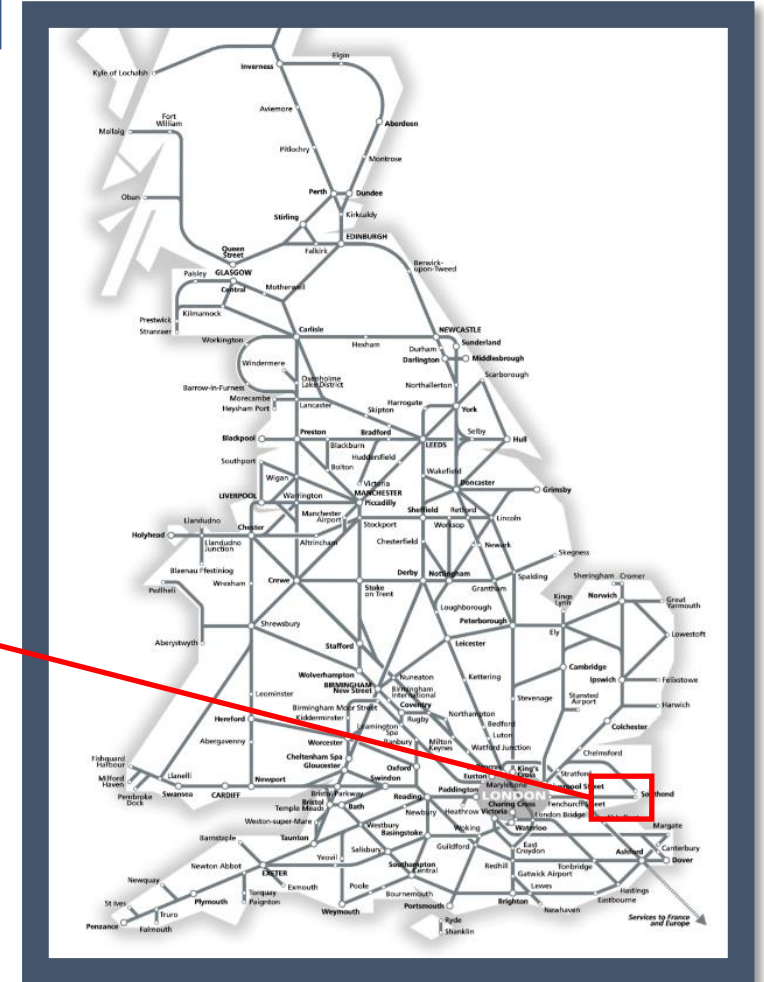 Elgin
Inverness
Kyle of Lochalsh
Aviemore
Fort
William
Mallaig
Aberdeen
Pitlochry
Montrose
Perth
Dundee
Oban
Kirkcaldy
Stirling
EDINBURGH
Queen
Street
Falkirk
Berwick-
upon-Tweed
Paisley
GLASGOW
Central
Motherwell
Kilmarnock
Prestwick
Stranraer
Carlisle
NEWCASTLE
Workington
Hexham
Sunderland
Durham
Darlington
Middlesbrough
Windermere
Scarborough
Oxenholme
Lake District
Northallerton
Barrow-in-Furness
Morecambe
Heysham Port
Lancaster
Harrogate
Skipton
York
Blackpool
Preston
Bradford
Selby
Hull
Blackburn
LEEDS
Huddersfield
Southport
Bolton
Wakefield
Wigan
Victoria
Doncaster
MANCHESTER
Piccadilly
Grimsby
LIVERPOOL
Warrington
Sheffield
Retford
Manchester
Airport
Lincoln
Llandudno
Stockport
Worksop
Holyhead
Chester
Llandudno
Junction
Altrincham
Chesterfield
Newark
Skegness
Blaenau Ffestiniog
Derby
Nottingham
Wrexham
Crewe
Stoke
on Trent
Grantham
Spalding
Sheringham
Cromer
Pwllheli
Kings
Lynn
Norwich
Great
Yarmouth
Loughborough
Peterborough
Shrewsbury
Ely
Lowestoft
Aberystwyth
Stafford
Leicester
Wolverhampton
Cambridge
Nuneaton
Kettering
Ipswich
Felixstowe
BIRMINGHAM
New Street
Birmingham
International
Leominster
Stevenage
Stansted
Airport
Harwich
Birmingham Moor Street
Coventry
Kidderminster
Rugby
Northampton
Hereford
Leamington
Spa
Bedford
Colchester
Worcester
Banbury
Milton
Keynes
Luton
Abergavenny
Watford Junction
Chelmsford
Cheltenham Spa
Gloucester
Fishguard
Harbour
Oxford
King's
Cross
Stratford
Euston
Llanelli
Swindon
Marylebone
Liverpool Street
Milford
Haven
Newport
Paddington
LONDON
Southend
Pembroke
Dock
Swansea
CARDIFF
Bristol Parkway
Reading
Charing Cross
Fenchurch Street
Bristol
Temple Meads
Bath
Newbury
Heathrow
Victoria
London Bridge
Weston-super-Mare
Westbury
Woking
Waterloo
Margate
Barnstaple
Taunton
Basingstoke
East
Croydon
Canterbury
Salisbury
Guildford
Ashford
Yeovil
Redhill
Tonbridge
Dover
Newton Abbot
Southampton
Central
Gatwick Airport
Newquay
EXETER
Exmouth
Poole
Lewes
Hastings
Torquay
Paignton
Bournemouth
Eastbourne
St Ives
Plymouth
Weymouth
Portsmouth
Brighton
Newhaven
Truro
Penzance
Falmouth
Ryde
Shanklin
Services to France
and Europe